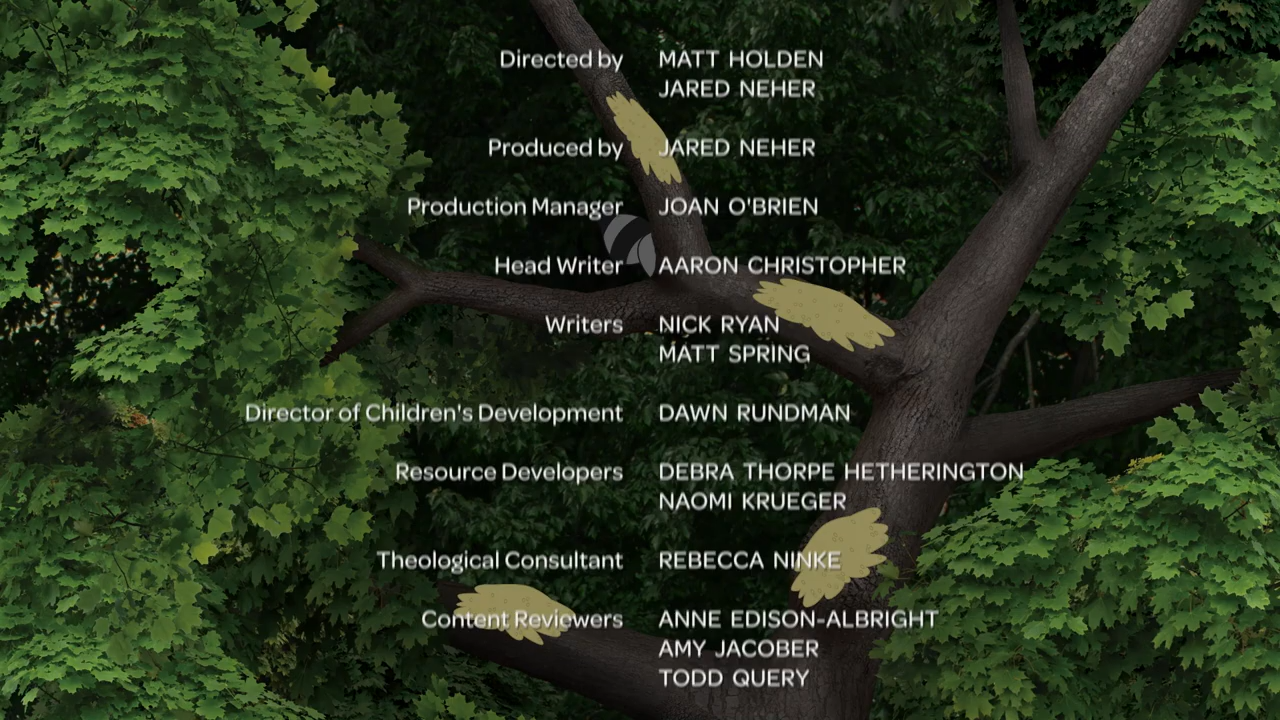 Directed by MATT HOLDEN
JARED NEHER
Produced by JARED NEHER
Production Manager JOAN O'BRIEN
Head Writer AARON CHRISTOPHER
Writers NICK RYAN
MATT SPRING
Director of Children's Development DAWN RUNDMAN
Resource Developers DEBRA THORPE HETHERINGTON
NAOMI KRUEGER
Theological Consultant REBECCA NINKE
Content Reviewers ANNE EDISON-ALBRIGHT
AMY JACOBER
TODD QUERY